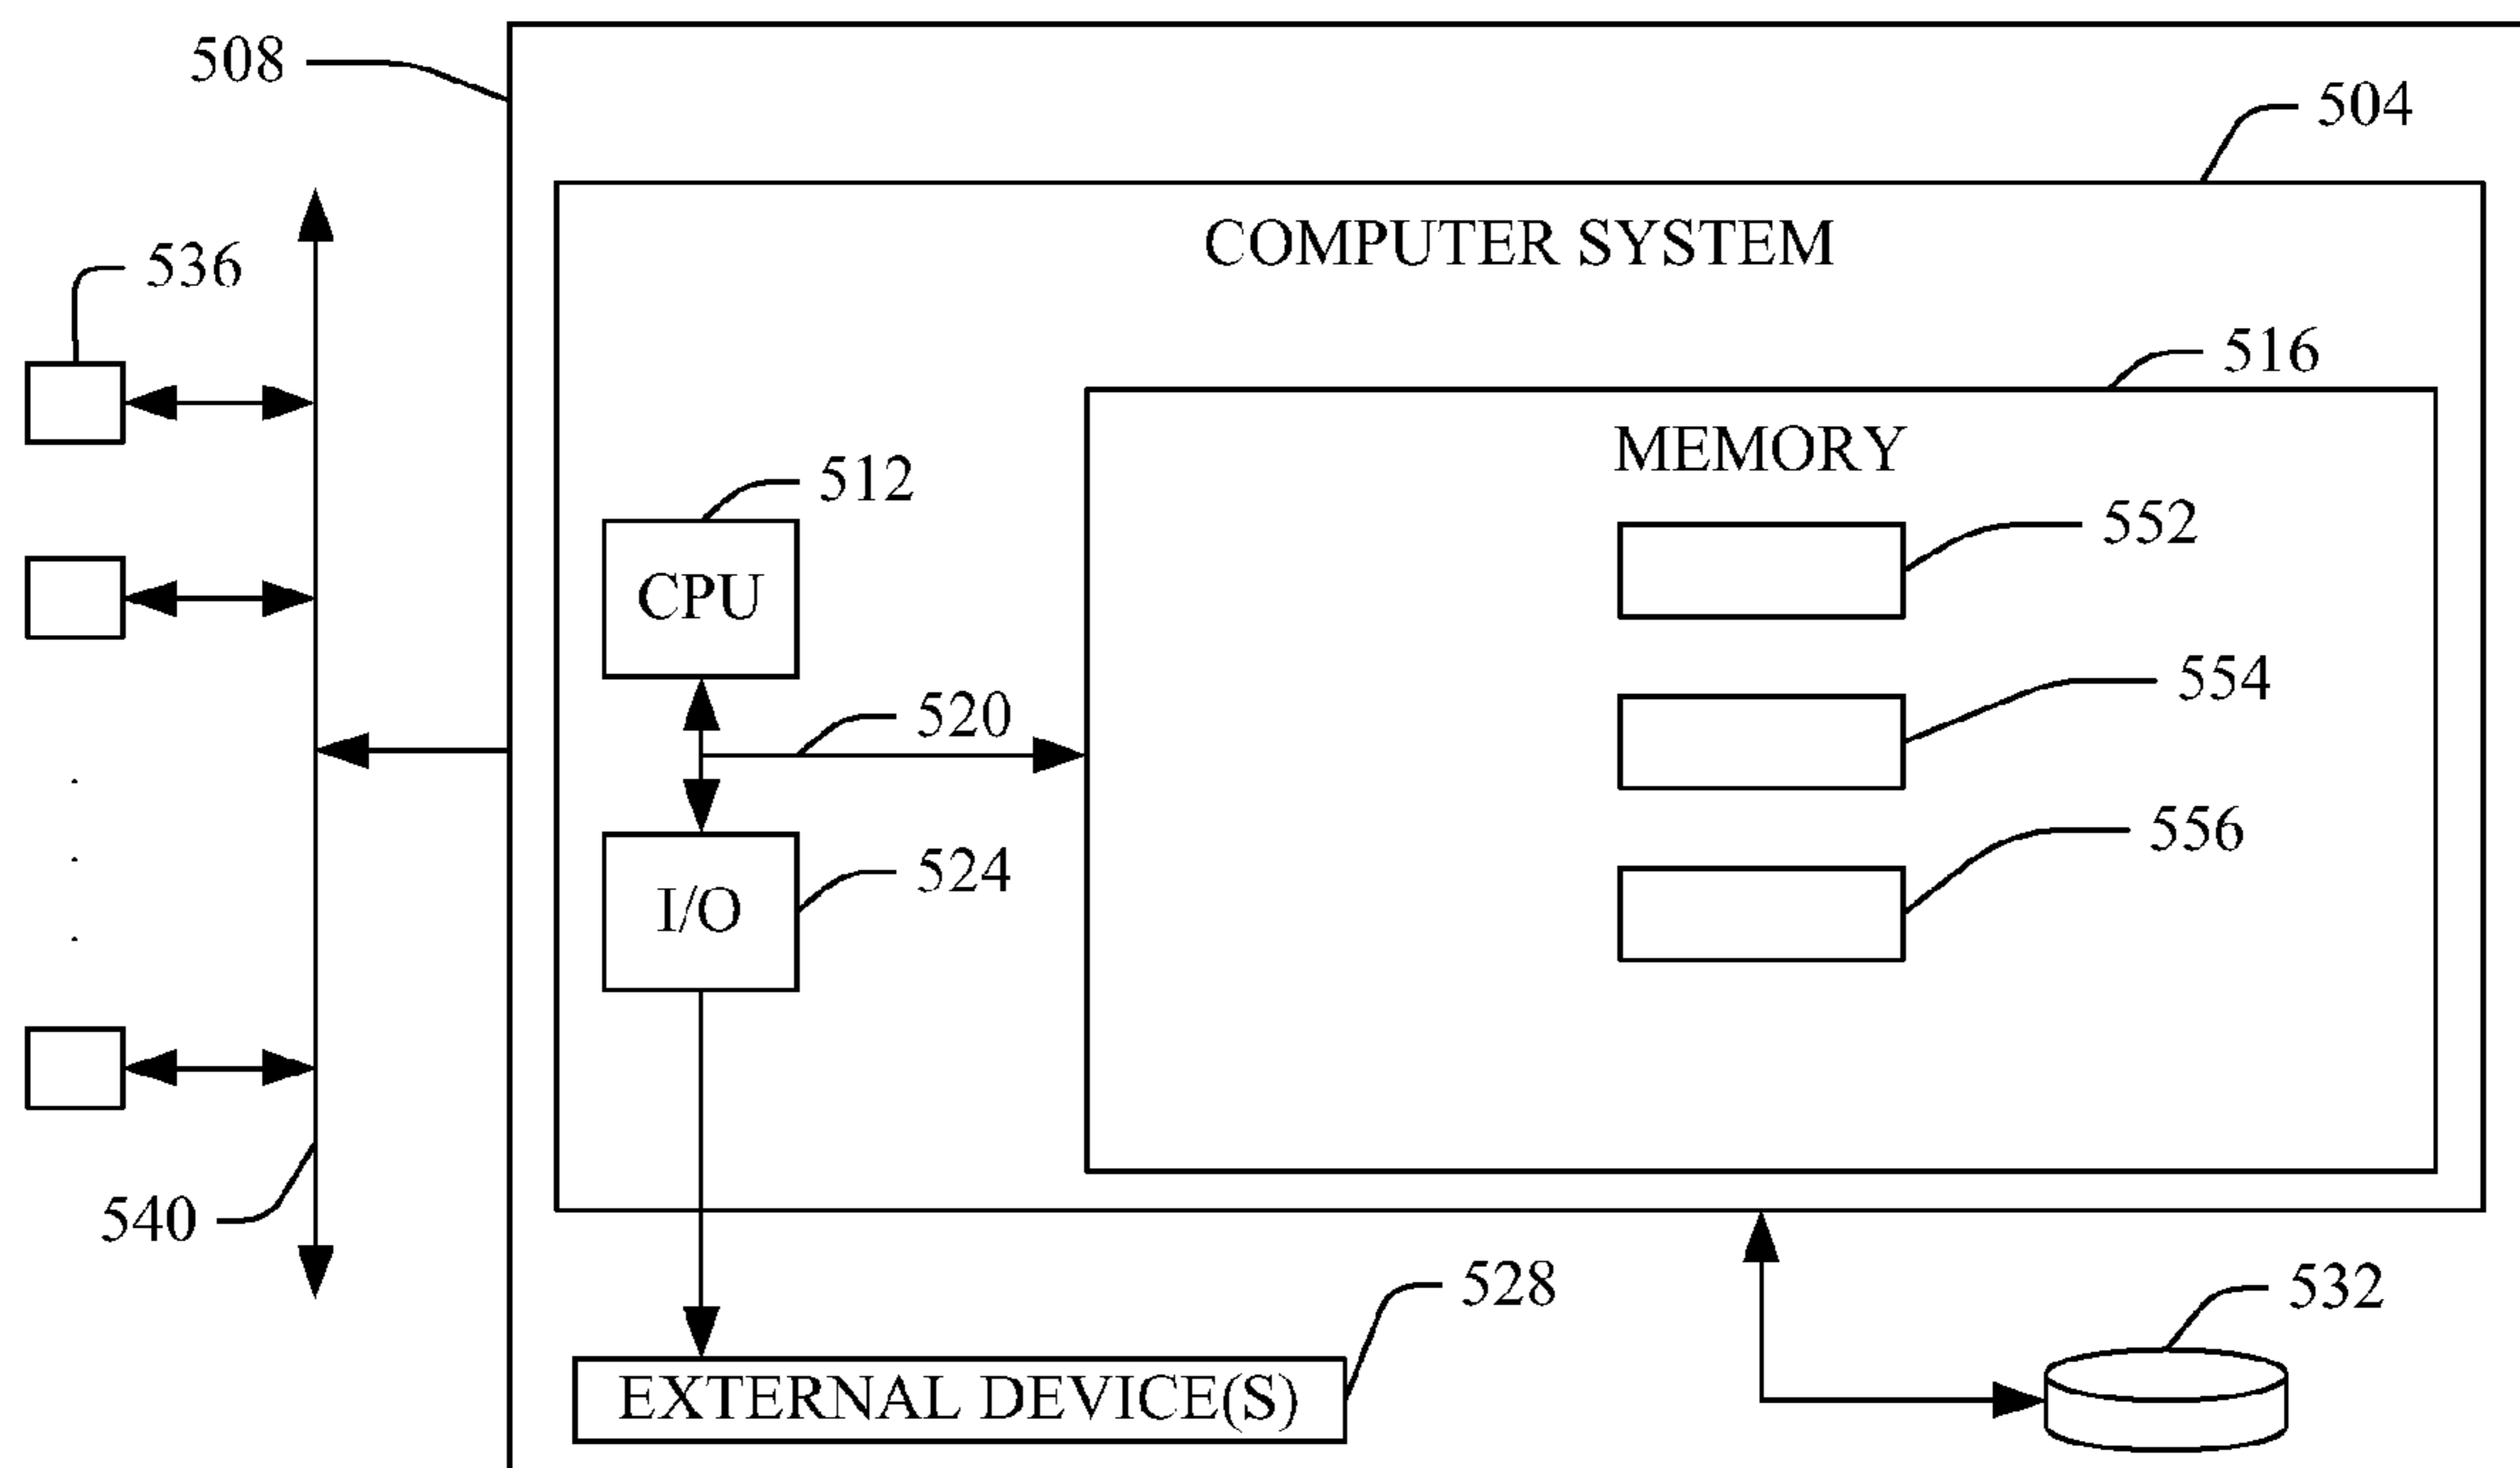 508
504
COMPUTER SYSTEM
536
516
MEMORY
512
552
CPU
554
520
556
524
I/O
540
528
532
EXTERNAL DEVICE(S)